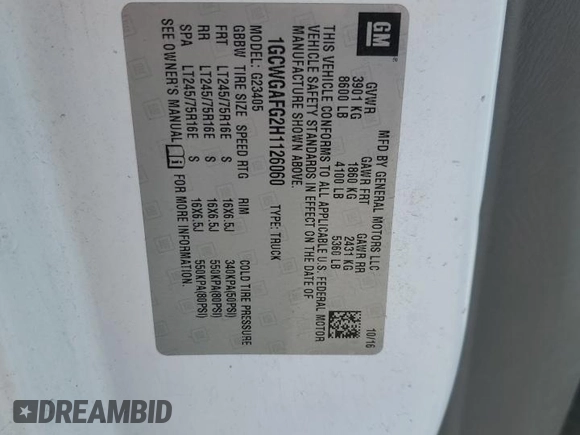 GM
MFD BY GENERAL MOTORS LLC
10/16
GVWR GAWR FRT GAWR RR
3901 KG 1860 KG 2431 KG
8600 LB 4100 LB 5360 LB
THIS VEHICLE CONFORMS TO ALL APPLICABLE U.S. FEDERAL MOTOR
VEHICLE SAFETY STANDARDS IN EFFECT ON THE DATE OF
MANUFACTURE SHOWN ABOVE.
1GCWGAFG2H1126060 TYPE: TRUCK
MODEL: G23405
GBBW TIRE SIZE SPEED RTG RIM COLD TIRE PRESSURE
FRT LT245/75R16E S 16X6.5J 340KPA(50PSI)
RR LT245/75R16E S 16X6.5J 550KPA(80PSI)
SPA LT245/75R16E S 16X6.5J 550KPA(80PSI)
SEE OWNER'S MANUAL FOR MORE INFORMATION.
DREAMBID